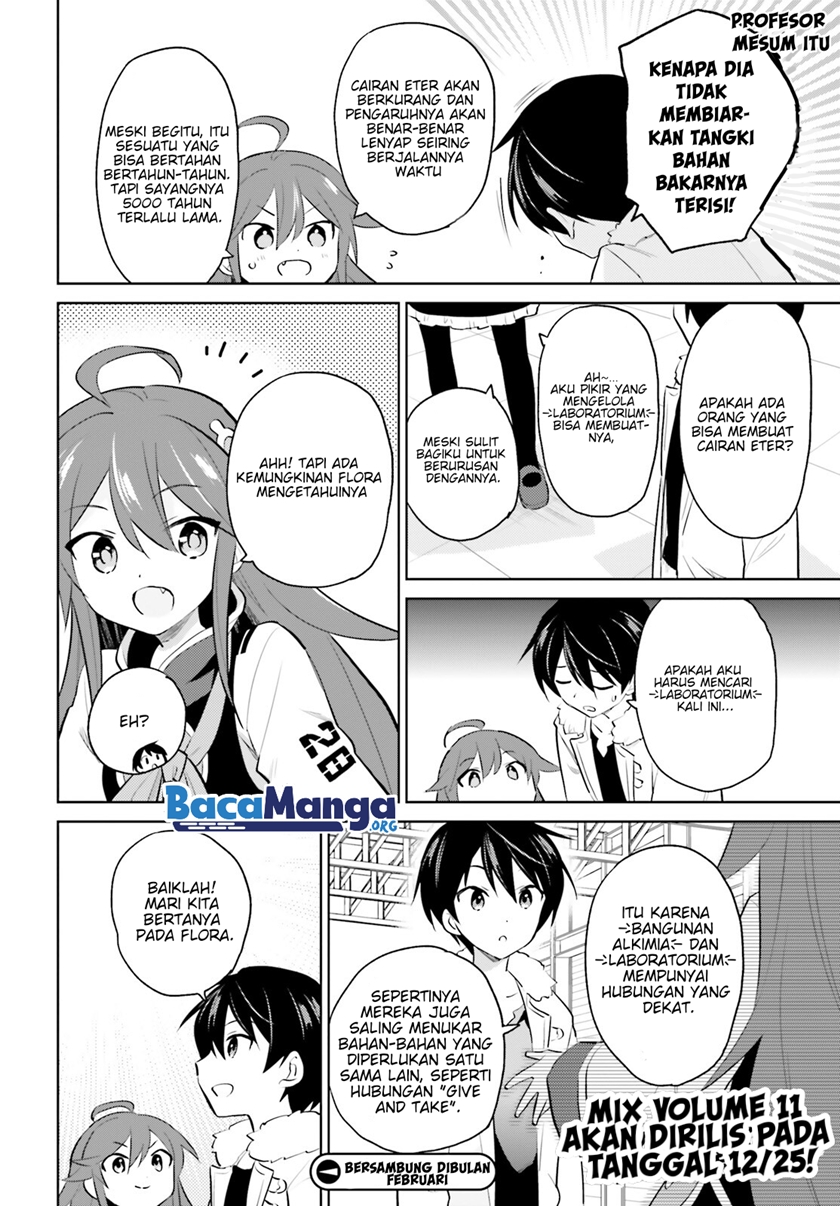 PROFESOR
MESUM ITU
KENAPA DIA
TIDAK
MEMBIAR-
KAN TANGKI
BAHAN
BAKARNYA
TERISI!
CAIRAN ETER AKAN
BERKURANG DAN
PENGARUHNYA AKAN
BENAR-BENAR
LENYAP SEIRING
BERJALANNYA
WAKTU
MESKI BEGITU, ITU
SESUATU YANG
BISA BERTAHAN
BERTAHUN-TAHUN.
TAPI SAYANGNYA
5000 TAHUN
TERLALU LAMA.
APAKAH ADA
ORANG YANG
BISA MEMBUAT
CAIRAN ETER?
AH~...
AKU PIKIR YANG
MENGELOLA
<LABORATORIUM>
BISA MEMBUAT-
NYA,
MESKI SULIT
BAGIKU UNTUK
BERURUSAN
DENGANNYA.
APAKAH AKU
HARUS MENCARI
<LABORATORIUM>
KALI INI...
AHH! TAPI ADA
KEMUNGKINAN FLORA
MENGETAHUINYA
EH?
28
BacaManga
.ORG
ITU KARENA
<BANGUNAN
ALKIMIA> DAN
<LABORATORIUM>
MEMPUNYAI
HUBUNGAN YANG
DEKAT.
SEPERTINYA
MEREKA JUGA
SALING MENUKAR
BAHAN-BAHAN YANG
DIPERLUKAN SATU
SAMA LAIN, SEPERTI
HUBUNGAN "GIVE
AND TAKE".
BAIKLAH!
MARI KITA
BERTANYA
PADA FLORA.
MIX VOLUME 11
AKAN DIRILIS PADA
TANGGAL 12/25!
BERSAMBUNG DIBULAN
FEBRUARI